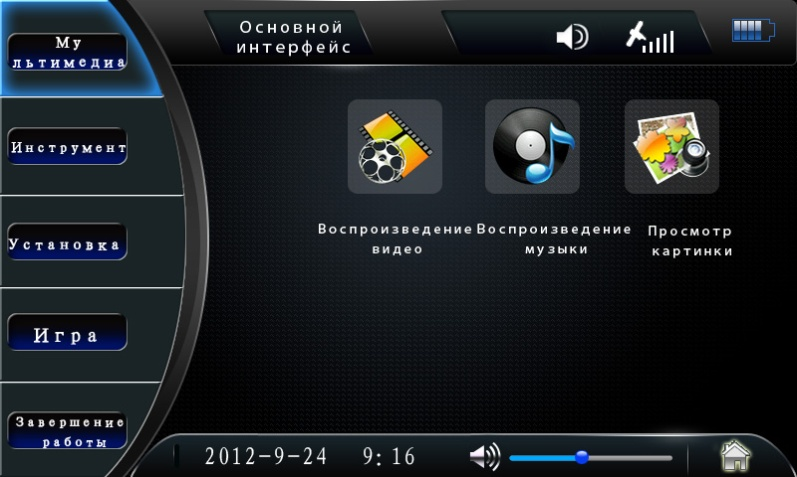 Основной
интерфейс
Му
льтимедиа
Инструмент
Установка
Игра
Завершение
работы
Воспроизведение
видео
Воспроизведение
музыки
Просмотр
картинки
2012-9-24 9:16